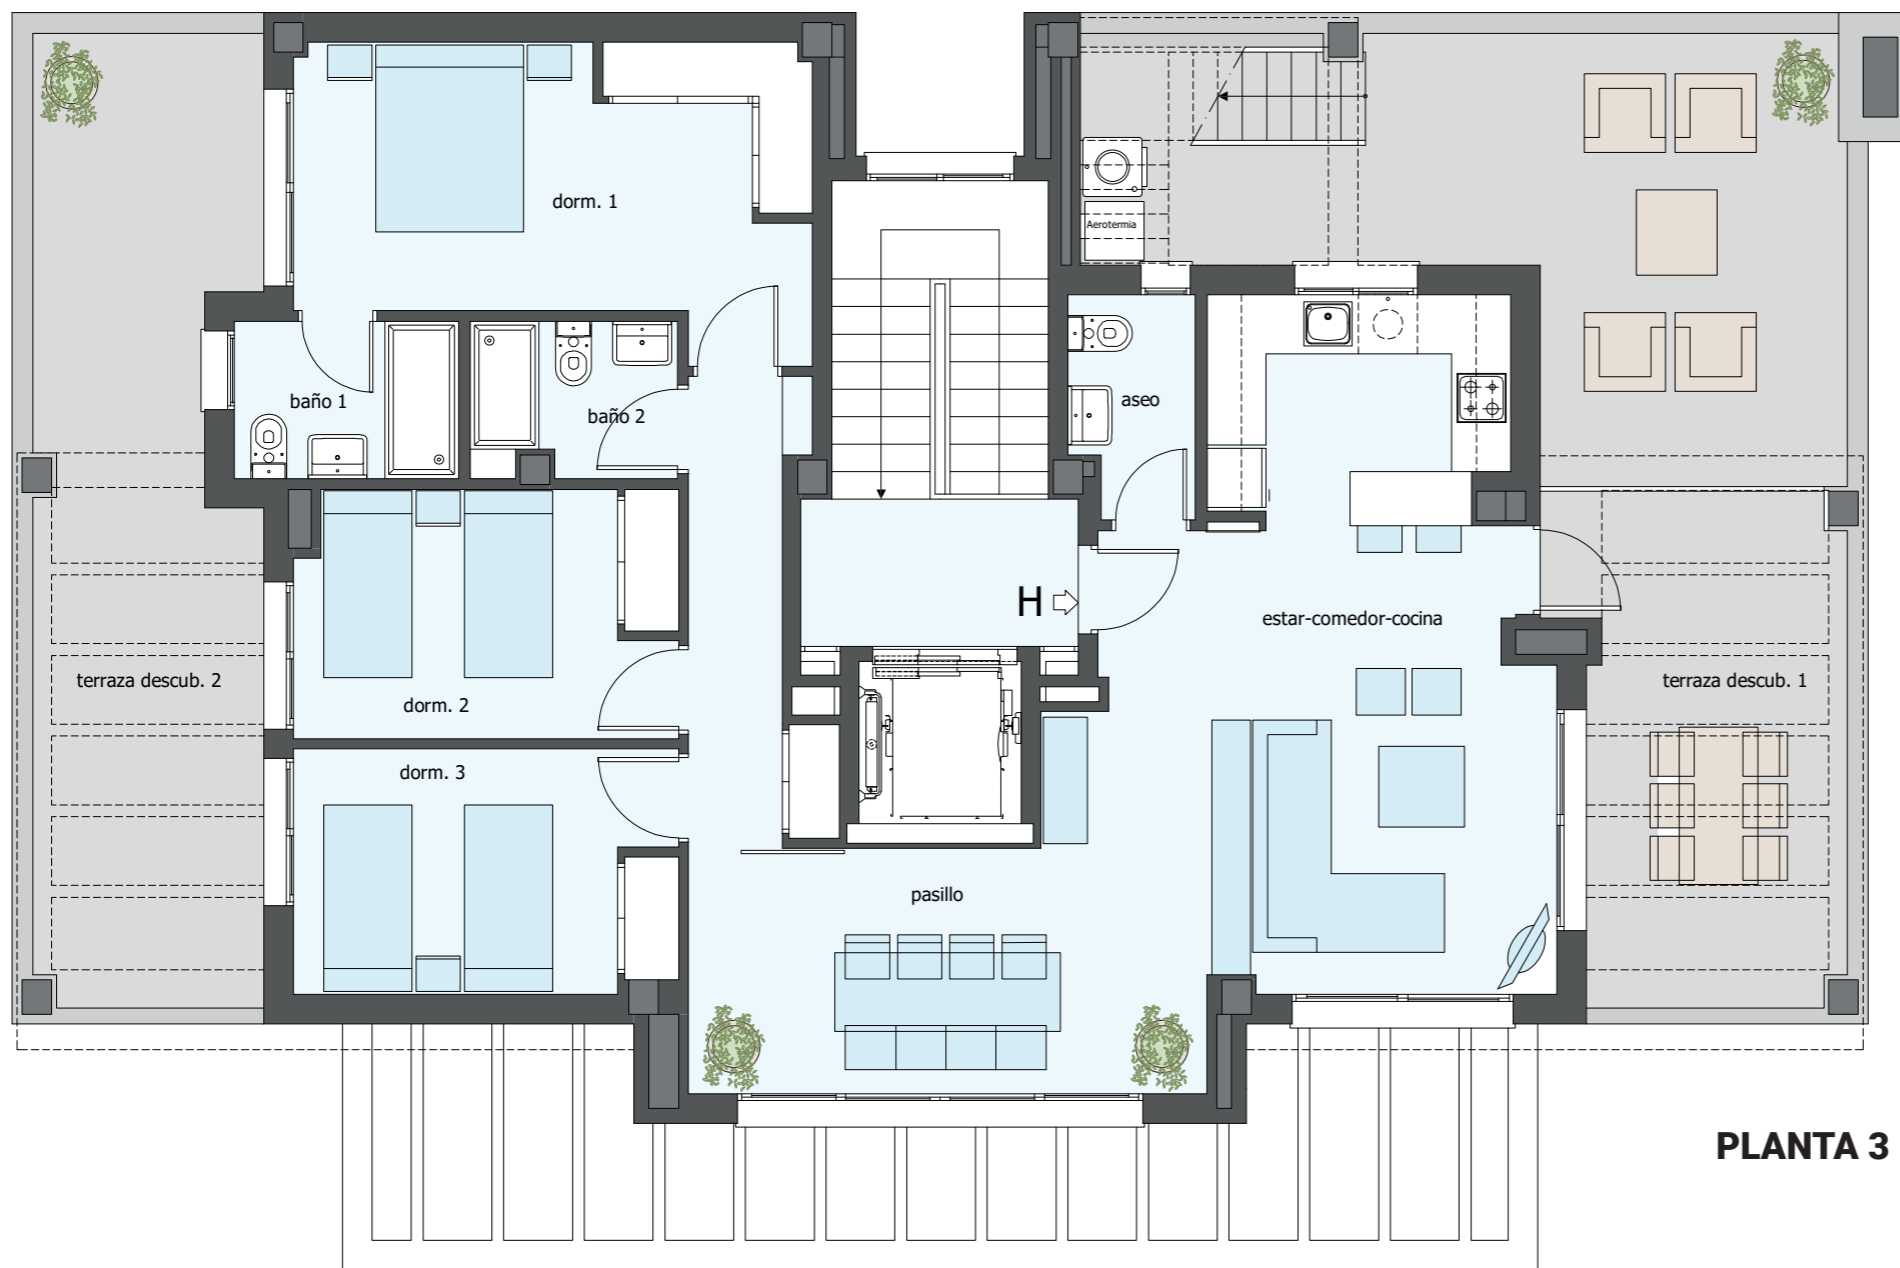 dorm. 1
Aerotermia
baño 1
baño 2
aseo
H
estar-comedor-cocina
terraza descub. 2
dorm. 2
terraza descub. 1
dorm. 3
pasillo
PLANTA 3